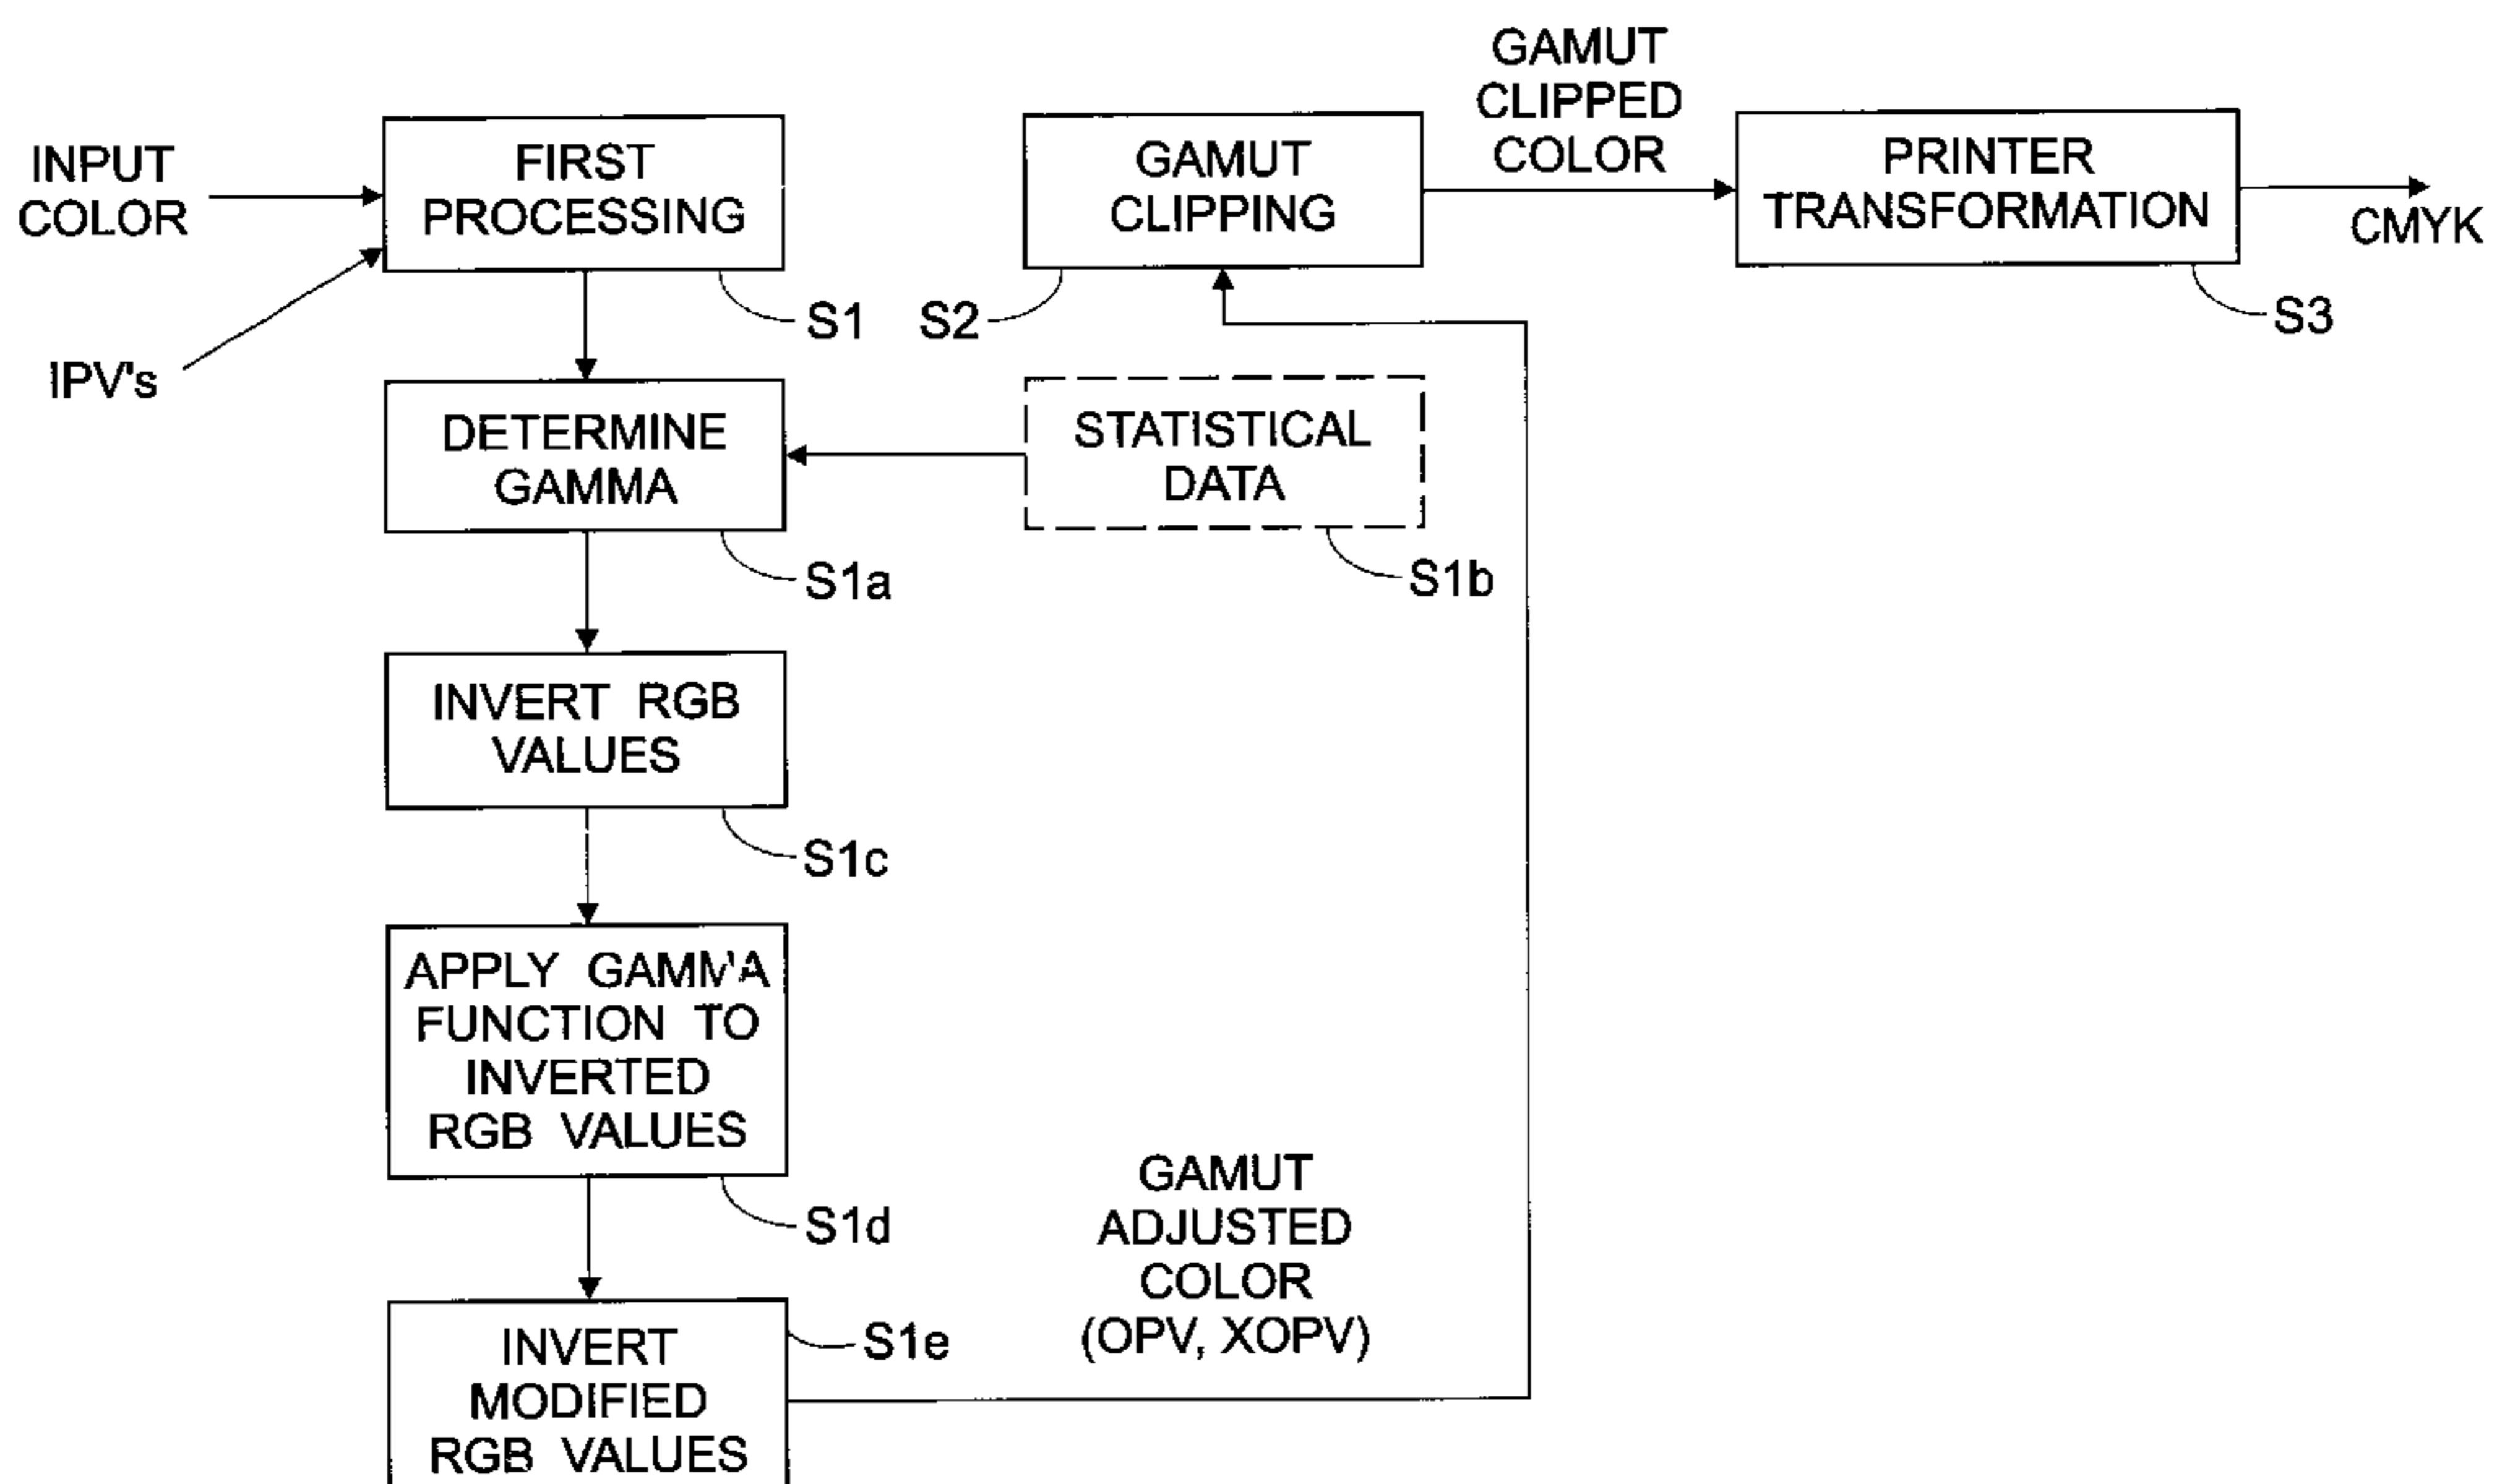 INPUT
COLOR
IPV's
FIRST
PROCESSING
S1
DETERMINE
GAMMA
S1a
STATISTICAL
DATA
S1b
INVERT RGB
VALUES
S1c
APPLY GAMMA
FUNCTION TO
INVERTED
RGB VALUES
S1d
INVERT
MODIFIED
RGB VALUES
S1e
GAMUT
ADJUSTED
COLOR
(OPV, XOPV)
GAMUT
CLIPPING
S2
GAMUT
CLIPPED
COLOR
PRINTER
TRANSFORMATION
S3
CMYK